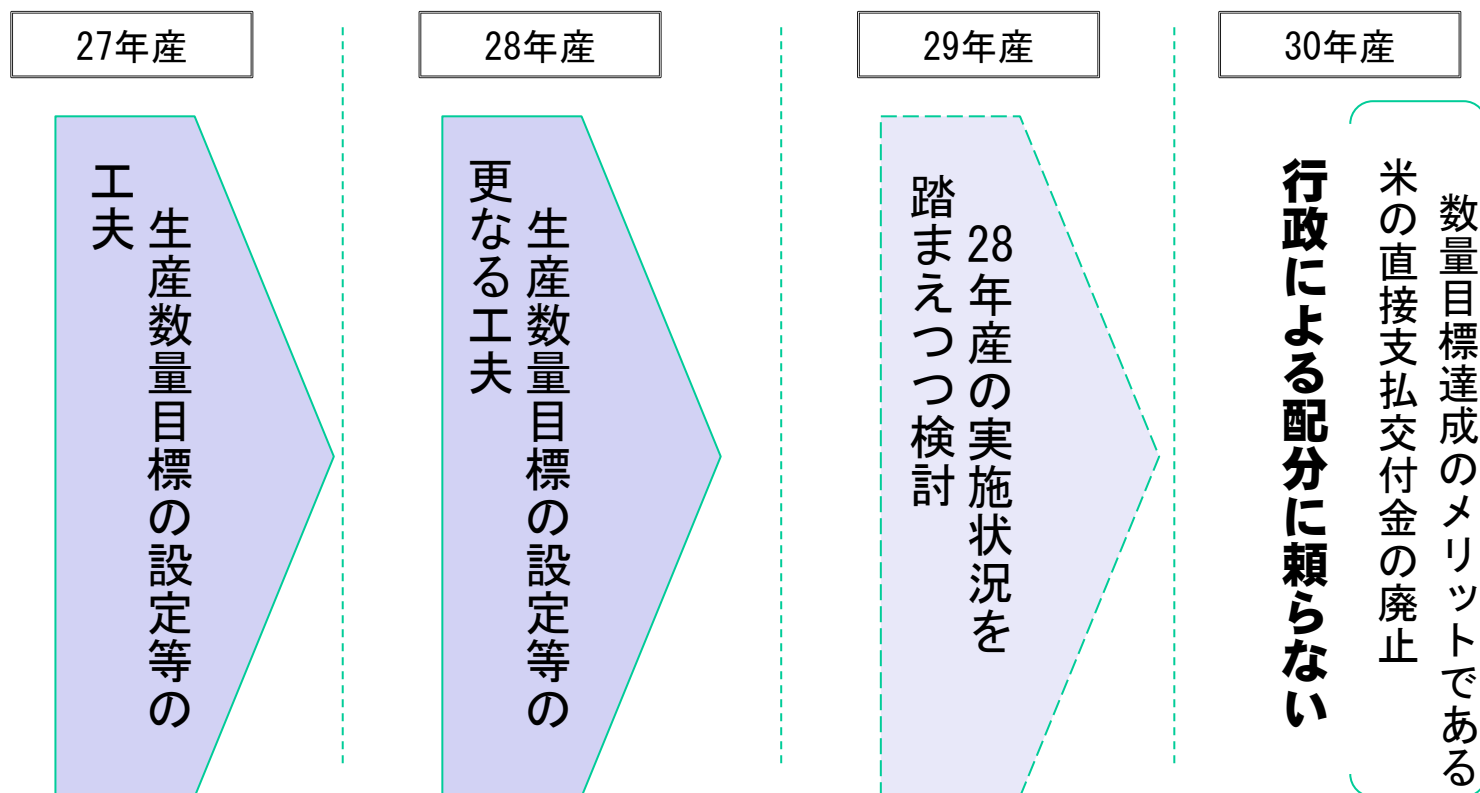 27年産
生産数量目標の設定等の
工夫
28年産
生産数量目標の設定等の
更なる工夫
29年産
28年産の実施状況を
踏まえつつ検討
30年産
数量目標達成のメリットである
米の直接支払交付金の廃止
行政による配分に頼らない